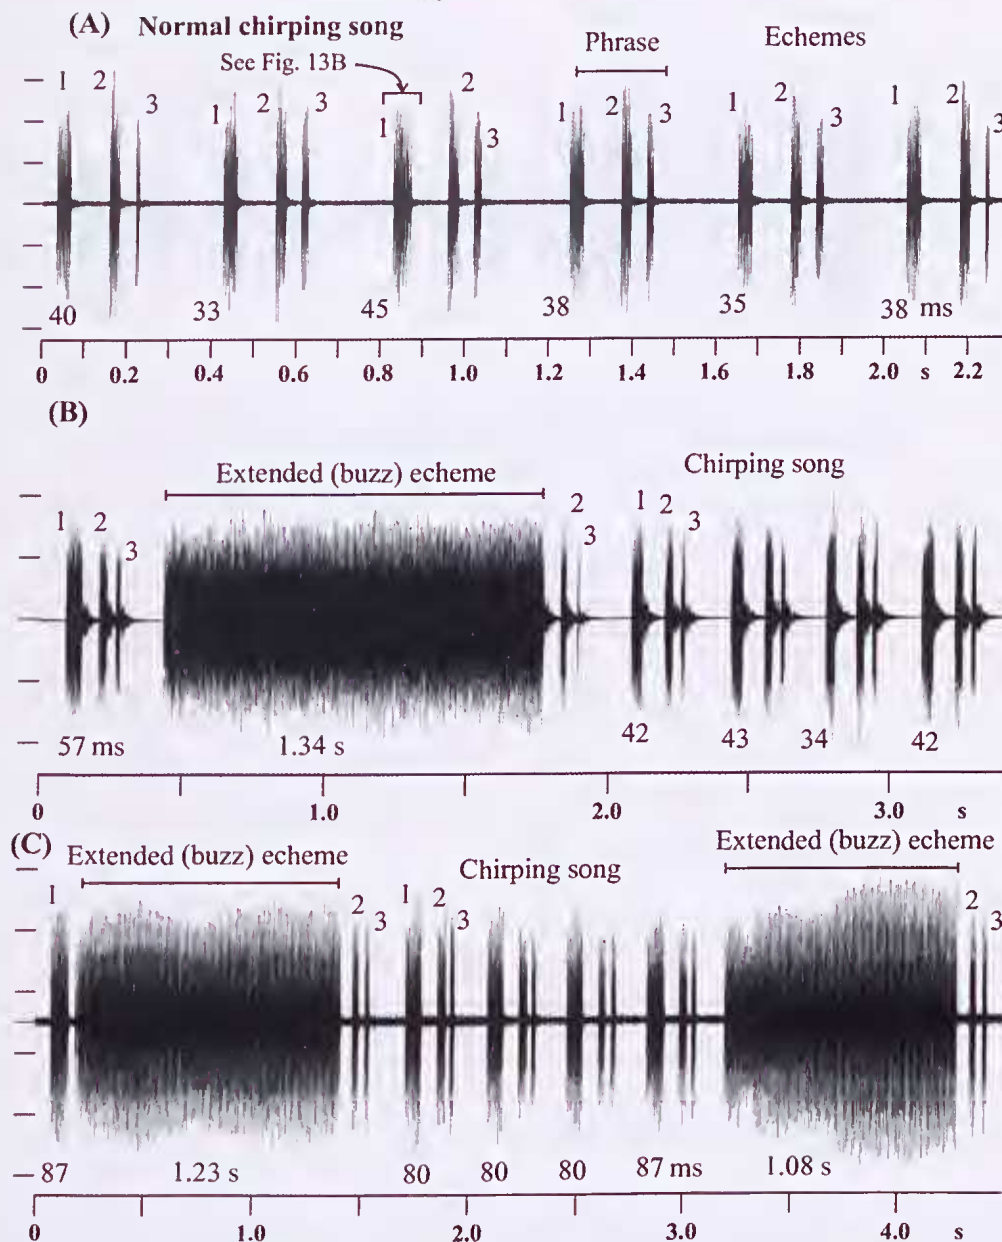 (A) Normal chirping song
See Fig. 13B
Phrase
Echemes
1 2 3 1 2 3 1 2 3 1 2 3 1 2 3 1 2 3
40 33 45 38 35 38 ms
0 0.2 0.4 0.6 0.8 1.0 1.2 1.4 1.6 1.8 2.0 s 2.2
(B)
Extended (buzz) echeme
Chirping song
1 2 3 2 3 1 2 3
57 ms 1.34 s 42 43 34 42
0 1.0 2.0 3.0 s
(C)
Extended (buzz) echeme
Chirping song
Extended (buzz) echeme
1 2 3 1 2 3 2 3
87 1.23 s 80 80 80 87 ms 1.08 s
0 1.0 2.0 3.0 4.0 s